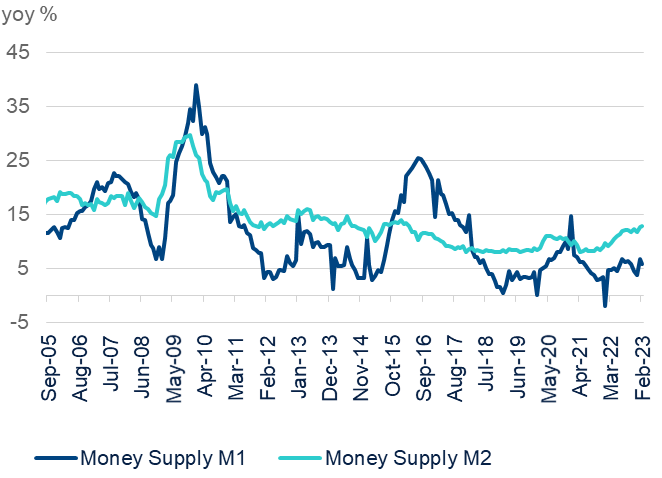 yoy %
45
35
25
15
5
-5
Sep-05
Aug-06
Jul-07
Jun-08
May-09
Apr-10
Mar-11
Feb-12
Jan-13
Dec-13
Nov-14
Oct-15
Sep-16
Aug-17
Jul-18
Jun-19
May-20
Apr-21
Mar-22
Feb-23
Money Supply M1
Money Supply M2